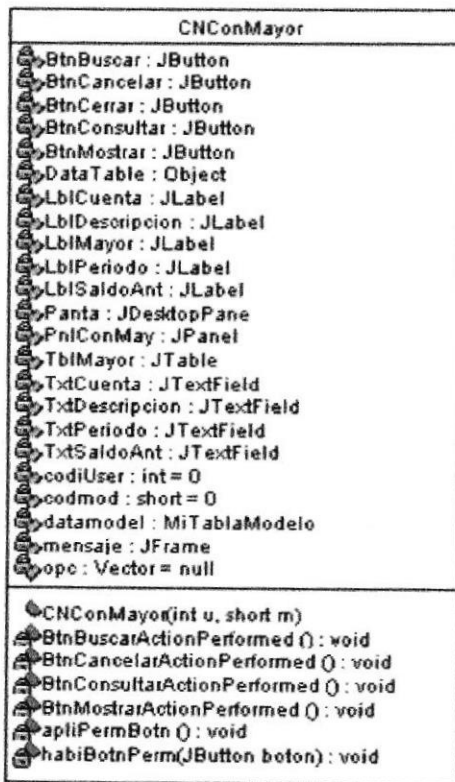 CNConMayor
BtnBuscar : JButton
BtnCancelar : JButton
BtnCerrar : JButton
BtnConsultar : JButton
BtnMostrar : JButton
DataTable : Object
LblCuenta : JLabel
LblDescripcion : JLabel
LblMayor : JLabel
LblPeriodo : JLabel
LblSaldoAnt : JLabel
Panta : JDesktopPane
PnlConMay : JPanel
TblMayor : JTable
TxtCuenta : JTextField
TxtDescripcion : JTextField
TxtPeriodo : JTextField
TxtSaldoAnt : JTextField
codiUser : int = 0
codmod : short = 0
datamodel : MiTablaModelo
mensaje : JFrame
opc : Vector = null
CNConMayor(int u, short m)
BtnBuscarActionPerformed () : void
BtnCancelarActionPerformed () : void
BtnConsultarActionPerformed () : void
BtnMostrarActionPerformed () : void
apliPermBotn () : void
habiBotnPerm(JButton boton) : void